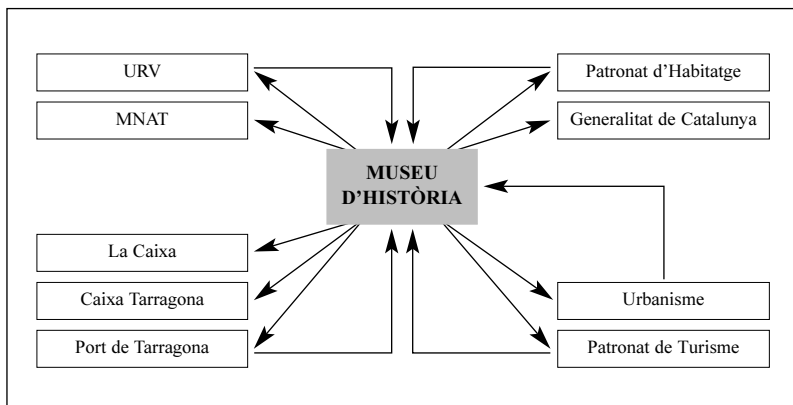 URV
Patronat d’Habitatge
MNAT
Generalitat de Catalunya
MUSEU
D’HISTÒRIA
La Caixa
Caixa Tarragona
Urbanisme
Port de Tarragona
Patronat de Turisme